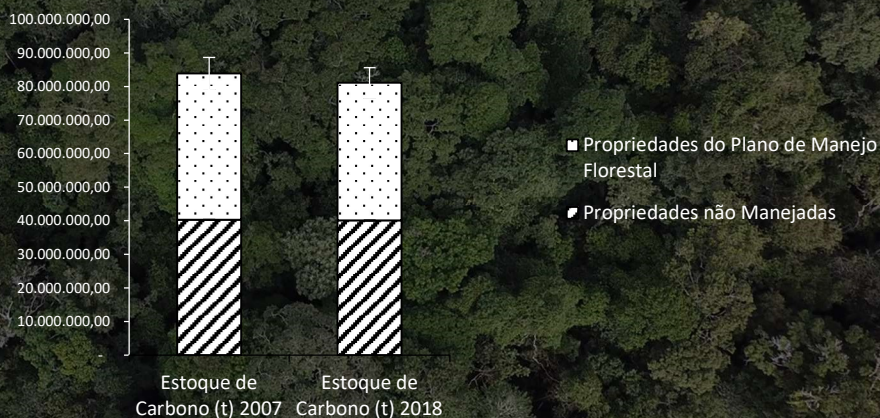 100.000.000,00
90.000.000,00
80.000.000,00
70.000.000,00
60.000.000,00
50.000.000,00
40.000.000,00
30.000.000,00
20.000.000,00
10.000.000,00
-
Estoque de
Carbono (t) 2007
Estoque de
Carbono (t) 2018
Propriedades do Plano de Manejo
Florestal
Propriedades não Manejadas